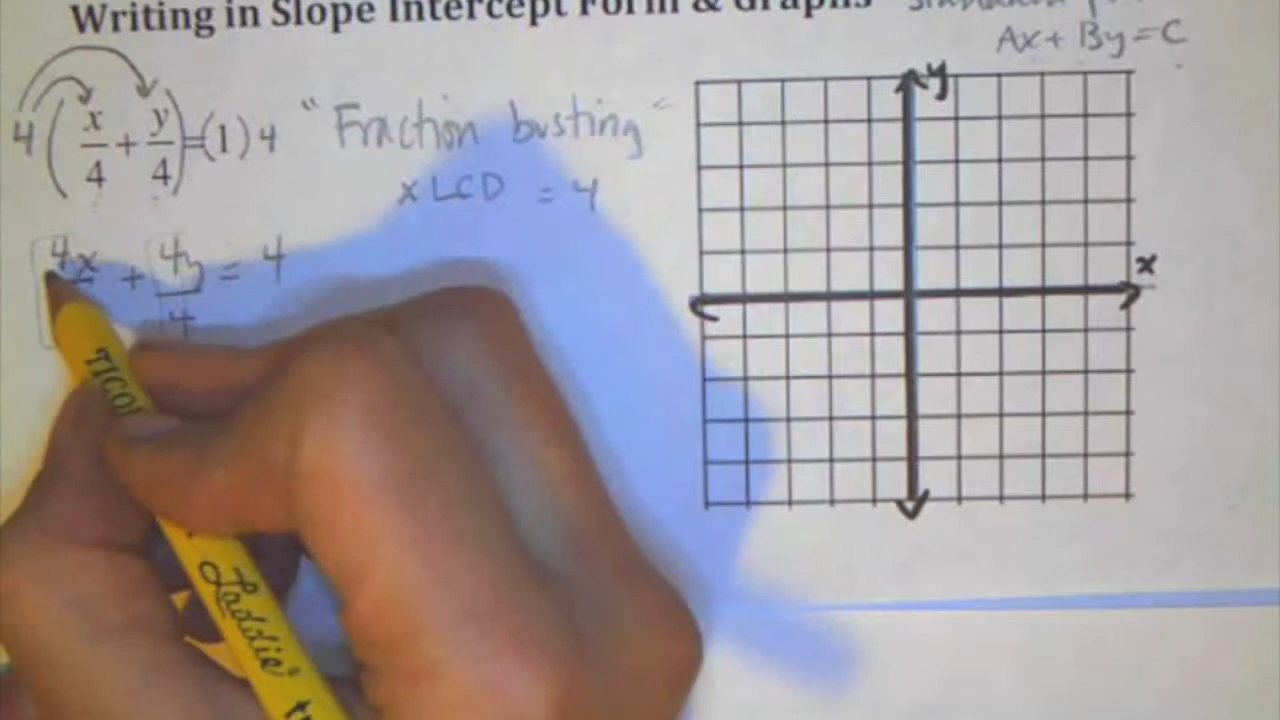 Writing in Slope Intercept Form & Graphs
Ax + By = C
4 ( x/4 + y/4 ) = (1) 4 "Fraction busting"
x LCD = 4
4x + 4y/4 = 4
y
x
TICO
Laddie